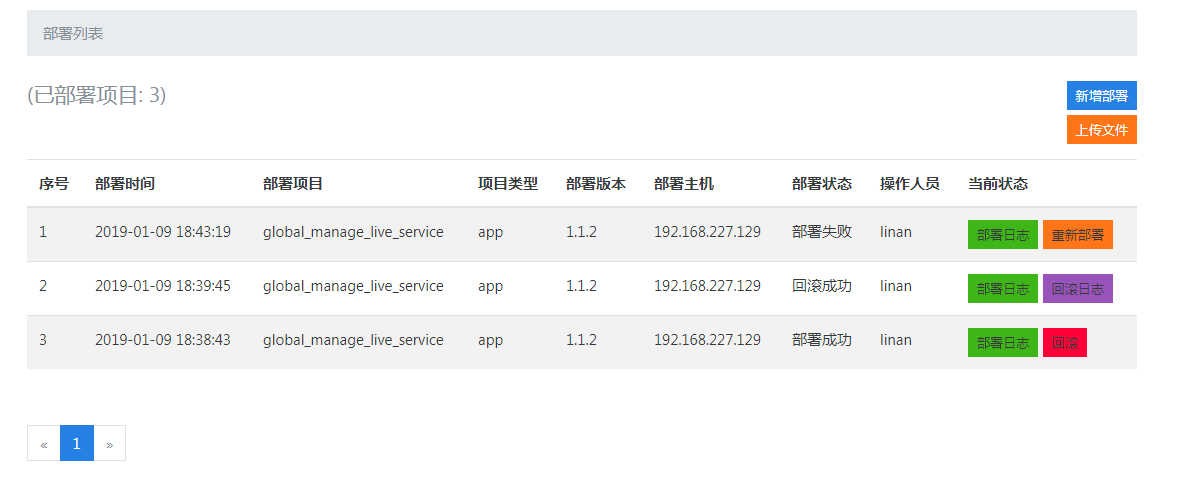 部署列表
(已部署项目: 3)
新增部署
上传文件
序号 部署时间 部署项目 项目类型 部署版本 部署主机 部署状态 操作人员 当前状态
1 2019-01-09 18:43:19 global_manage_live_service app 1.1.2 192.168.227.129 部署失败 linan 部署日志 重新部署
2 2019-01-09 18:39:45 global_manage_live_service app 1.1.2 192.168.227.129 回滚成功 linan 部署日志 回滚日志
3 2019-01-09 18:38:43 global_manage_live_service app 1.1.2 192.168.227.129 部署成功 linan 部署日志 回滚
« 1 »